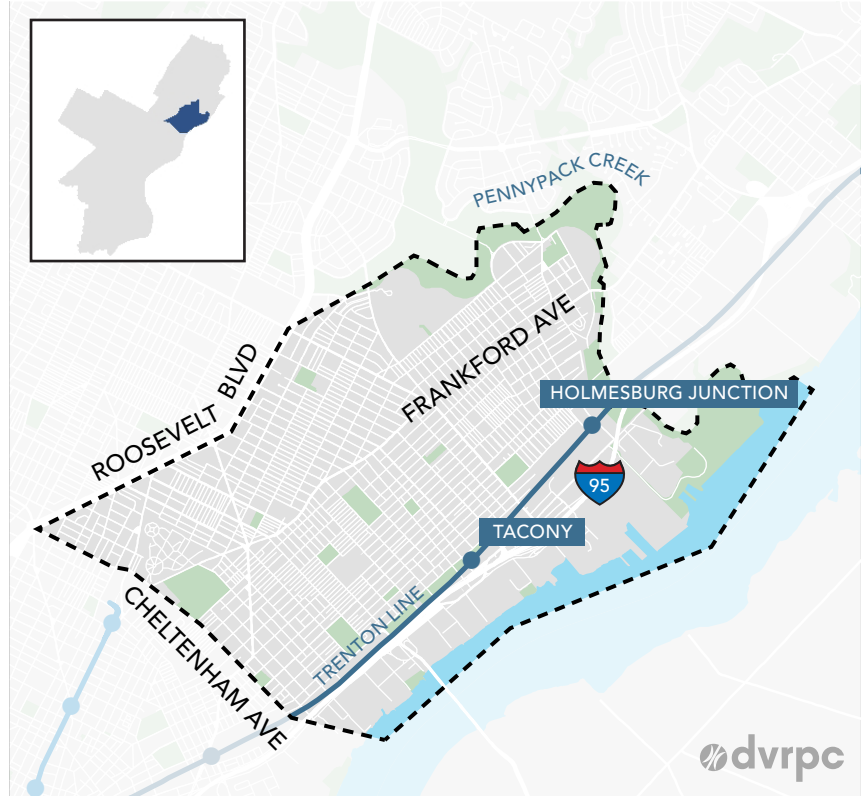 PENNYPACK CREEK
ROOSEVELT BLVD
FRANKFORD AVE
HOLMESBURG JUNCTION
95
TACONY
TRENTON LINE
CHELTENHAM AVE
dvrpc